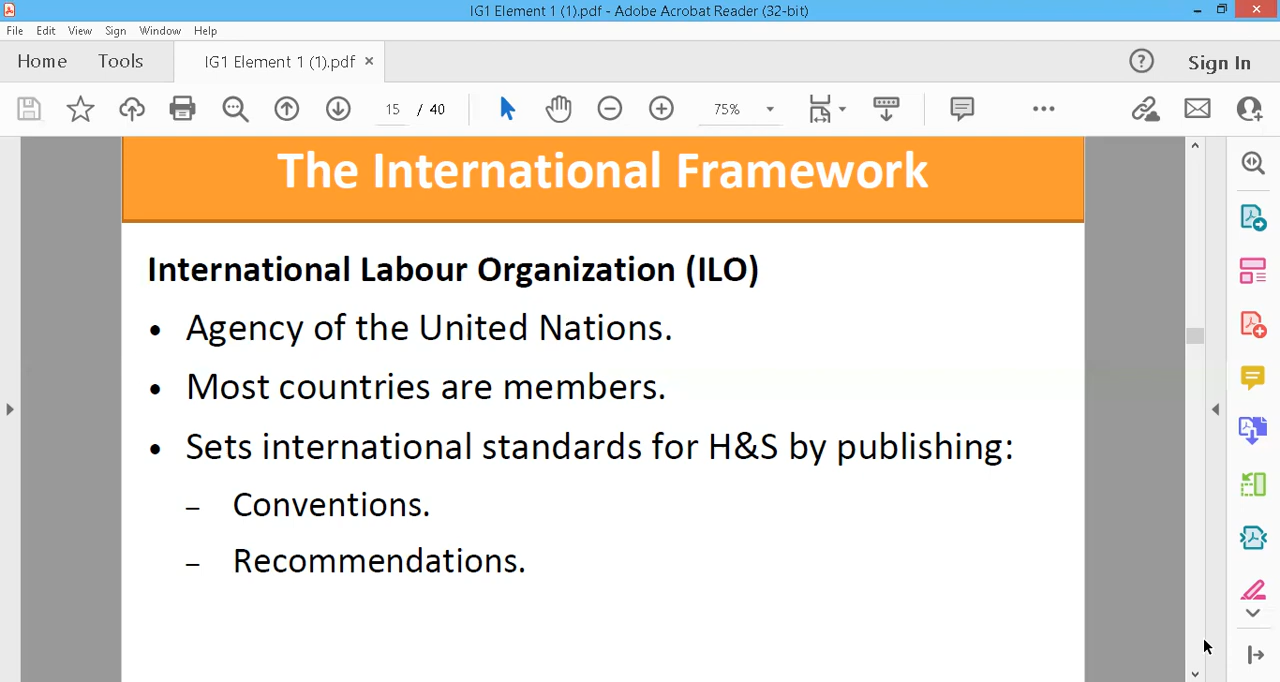 IG1 Element 1 (1).pdf - Adobe Acrobat Reader (32-bit)
File Edit View Sign Window Help
Home Tools IG1 Element 1 (1).pdf × ? Sign In
15 / 40 75%
The International Framework
International Labour Organization (ILO)
• Agency of the United Nations.
• Most countries are members.
• Sets international standards for H&S by publishing:
– Conventions.
– Recommendations.